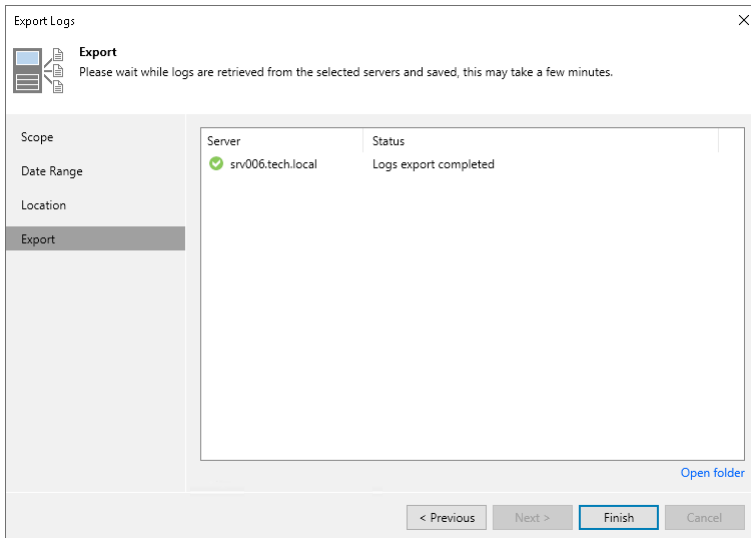 Export Logs
Export
Please wait while logs are retrieved from the selected servers and saved, this may take a few minutes.
Scope
Date Range
Location
Export
Server Status
srv006.tech.local Logs export completed
Open folder
< Previous Next > Finish Cancel